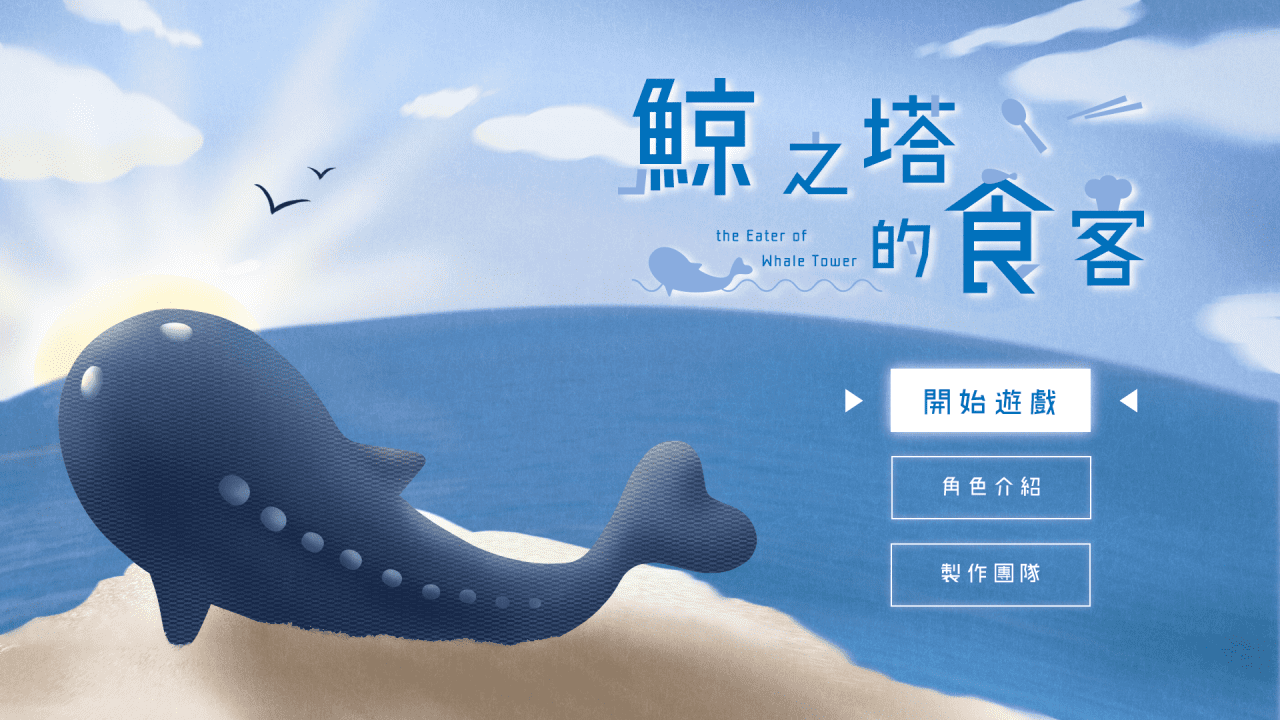 鯨之塔
的食客
the Eater of
Whale Tower
開始遊戲
角色介紹
製作團隊